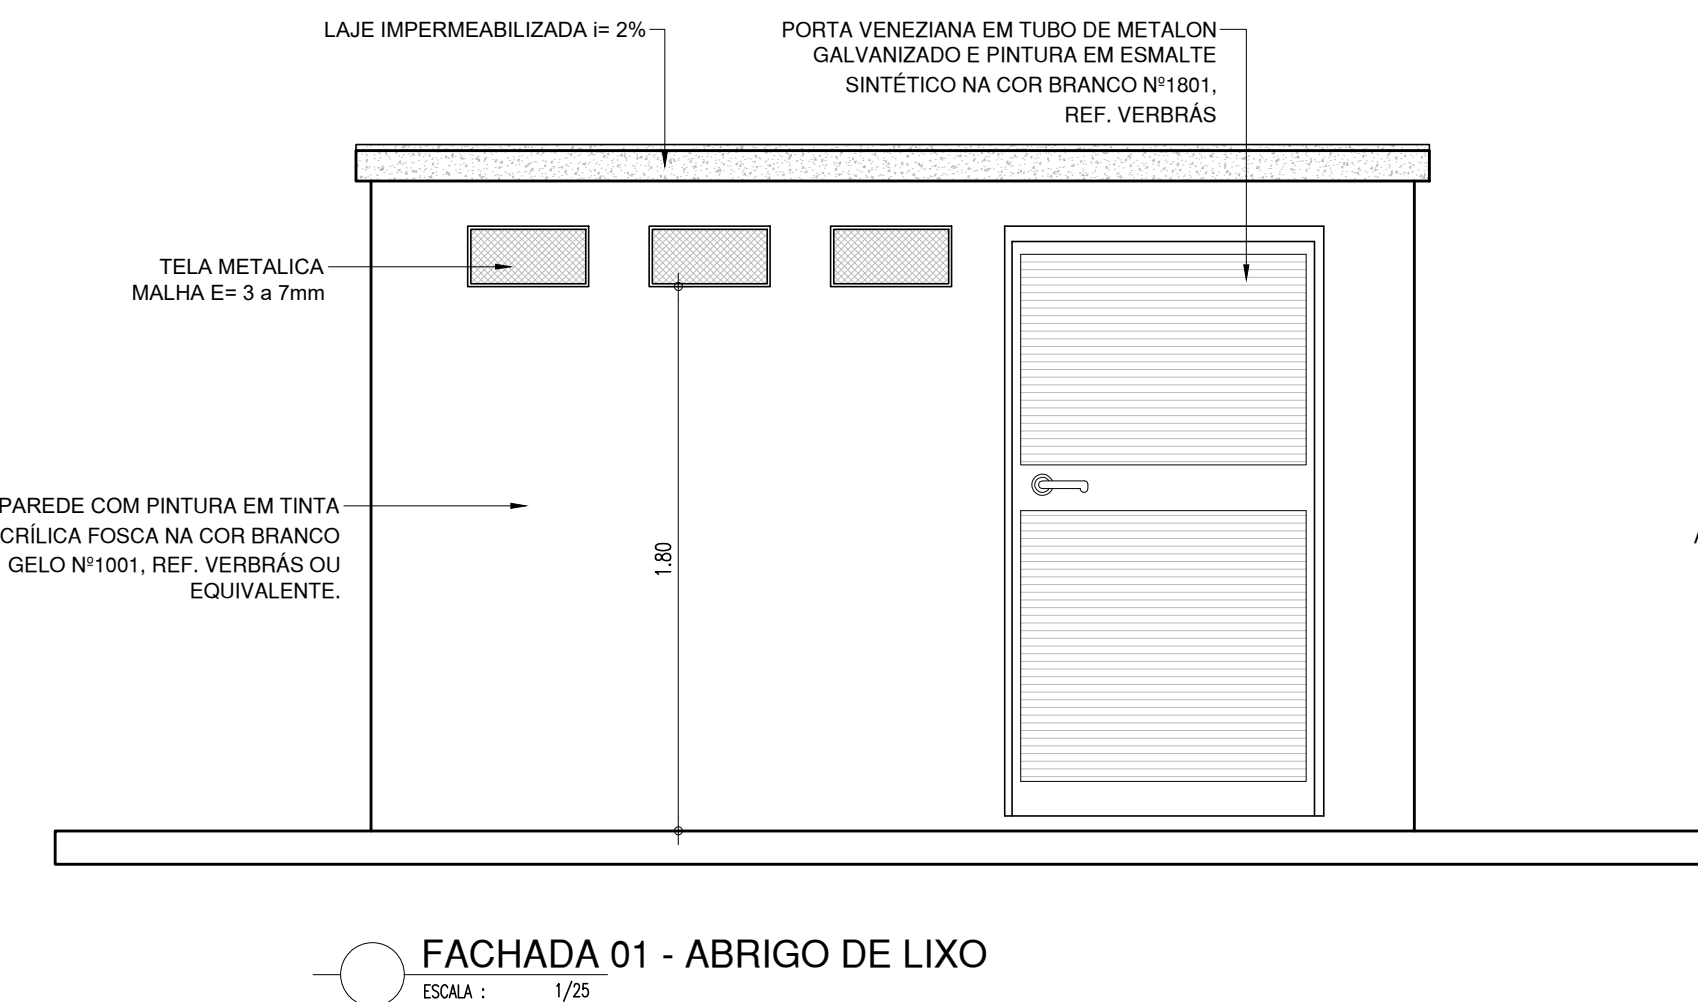 LAJE IMPERMEABILIZADA i= 2%
PORTA VENEZIANA EM TUBO DE METALON
GALVANIZADO E PINTURA EM ESMALTE
SINTÉTICO NA COR BRANCO Nº1801,
REF. VERBRÁS
TELA METALICA
MALHA E= 3 a 7mm
PAREDE COM PINTURA EM TINTA
CRÍLICA FOSCA NA COR BRANCO
GELO Nº1001, REF. VERBRÁS OU
EQUIVALENTE.
1.80
FACHADA 01 - ABRIGO DE LIXO
ESCALA : 1/25